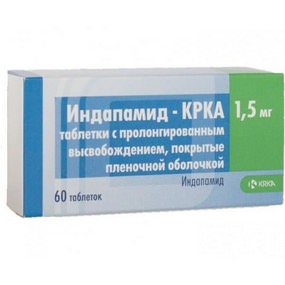 Индапамид - КРКА 1,5 мг
таблетки с пролонгированным
высвобождением, покрытые
пленочной оболочкой
Индапамид
60 таблеток
KRKA